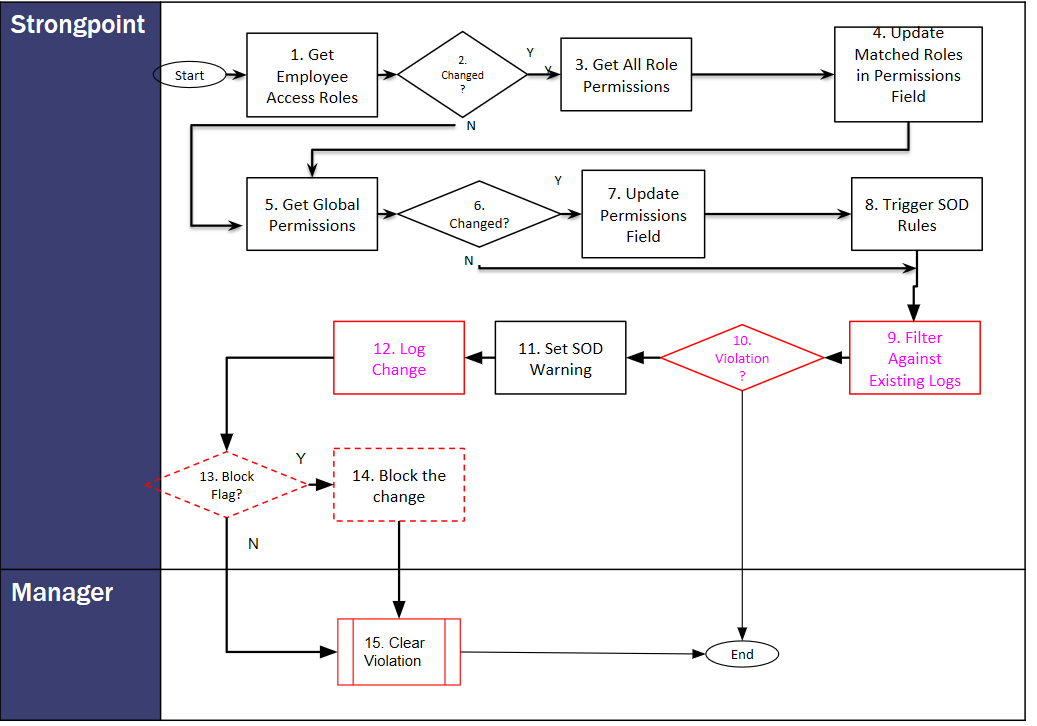 Strongpoint
Start
1. Get
Employee
Access Roles
2.
Changed
?
Y
Y
3. Get All Role
Permissions
4. Update
Matched Roles
in Permissions
Field
N
5. Get Global
Permissions
6.
Changed?
Y
7. Update
Permissions
Field
8. Trigger SOD
Rules
N
9. Filter
Against
Existing Logs
10.
Violation
?
11. Set SOD
Warning
12. Log
Change
13. Block
Flag?
Y
14. Block the
change
N
Manager
15. Clear
Violation
End